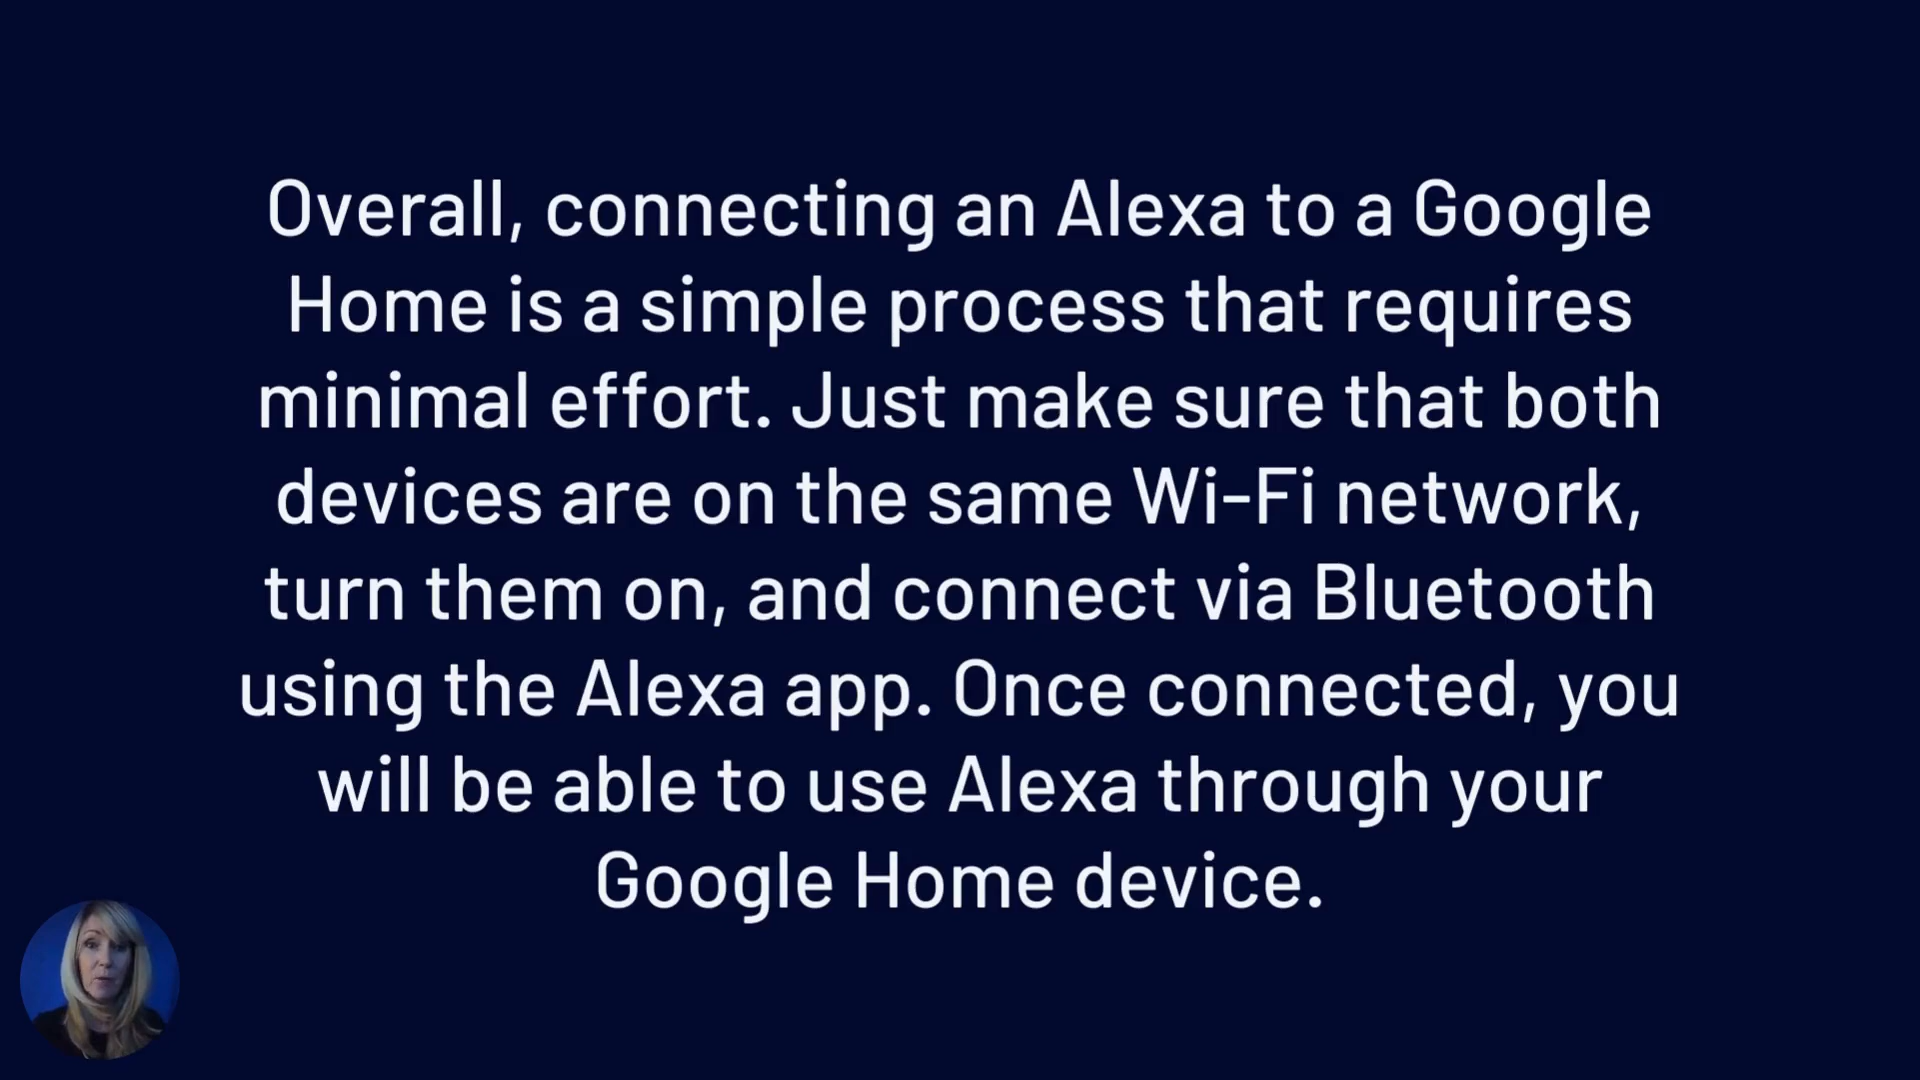 Overall, connecting an Alexa to a Google
Home is a simple process that requires
minimal effort. Just make sure that both
devices are on the same Wi-Fi network,
turn them on, and connect via Bluetooth
using the Alexa app. Once connected, you
will be able to use Alexa through your
Google Home device.